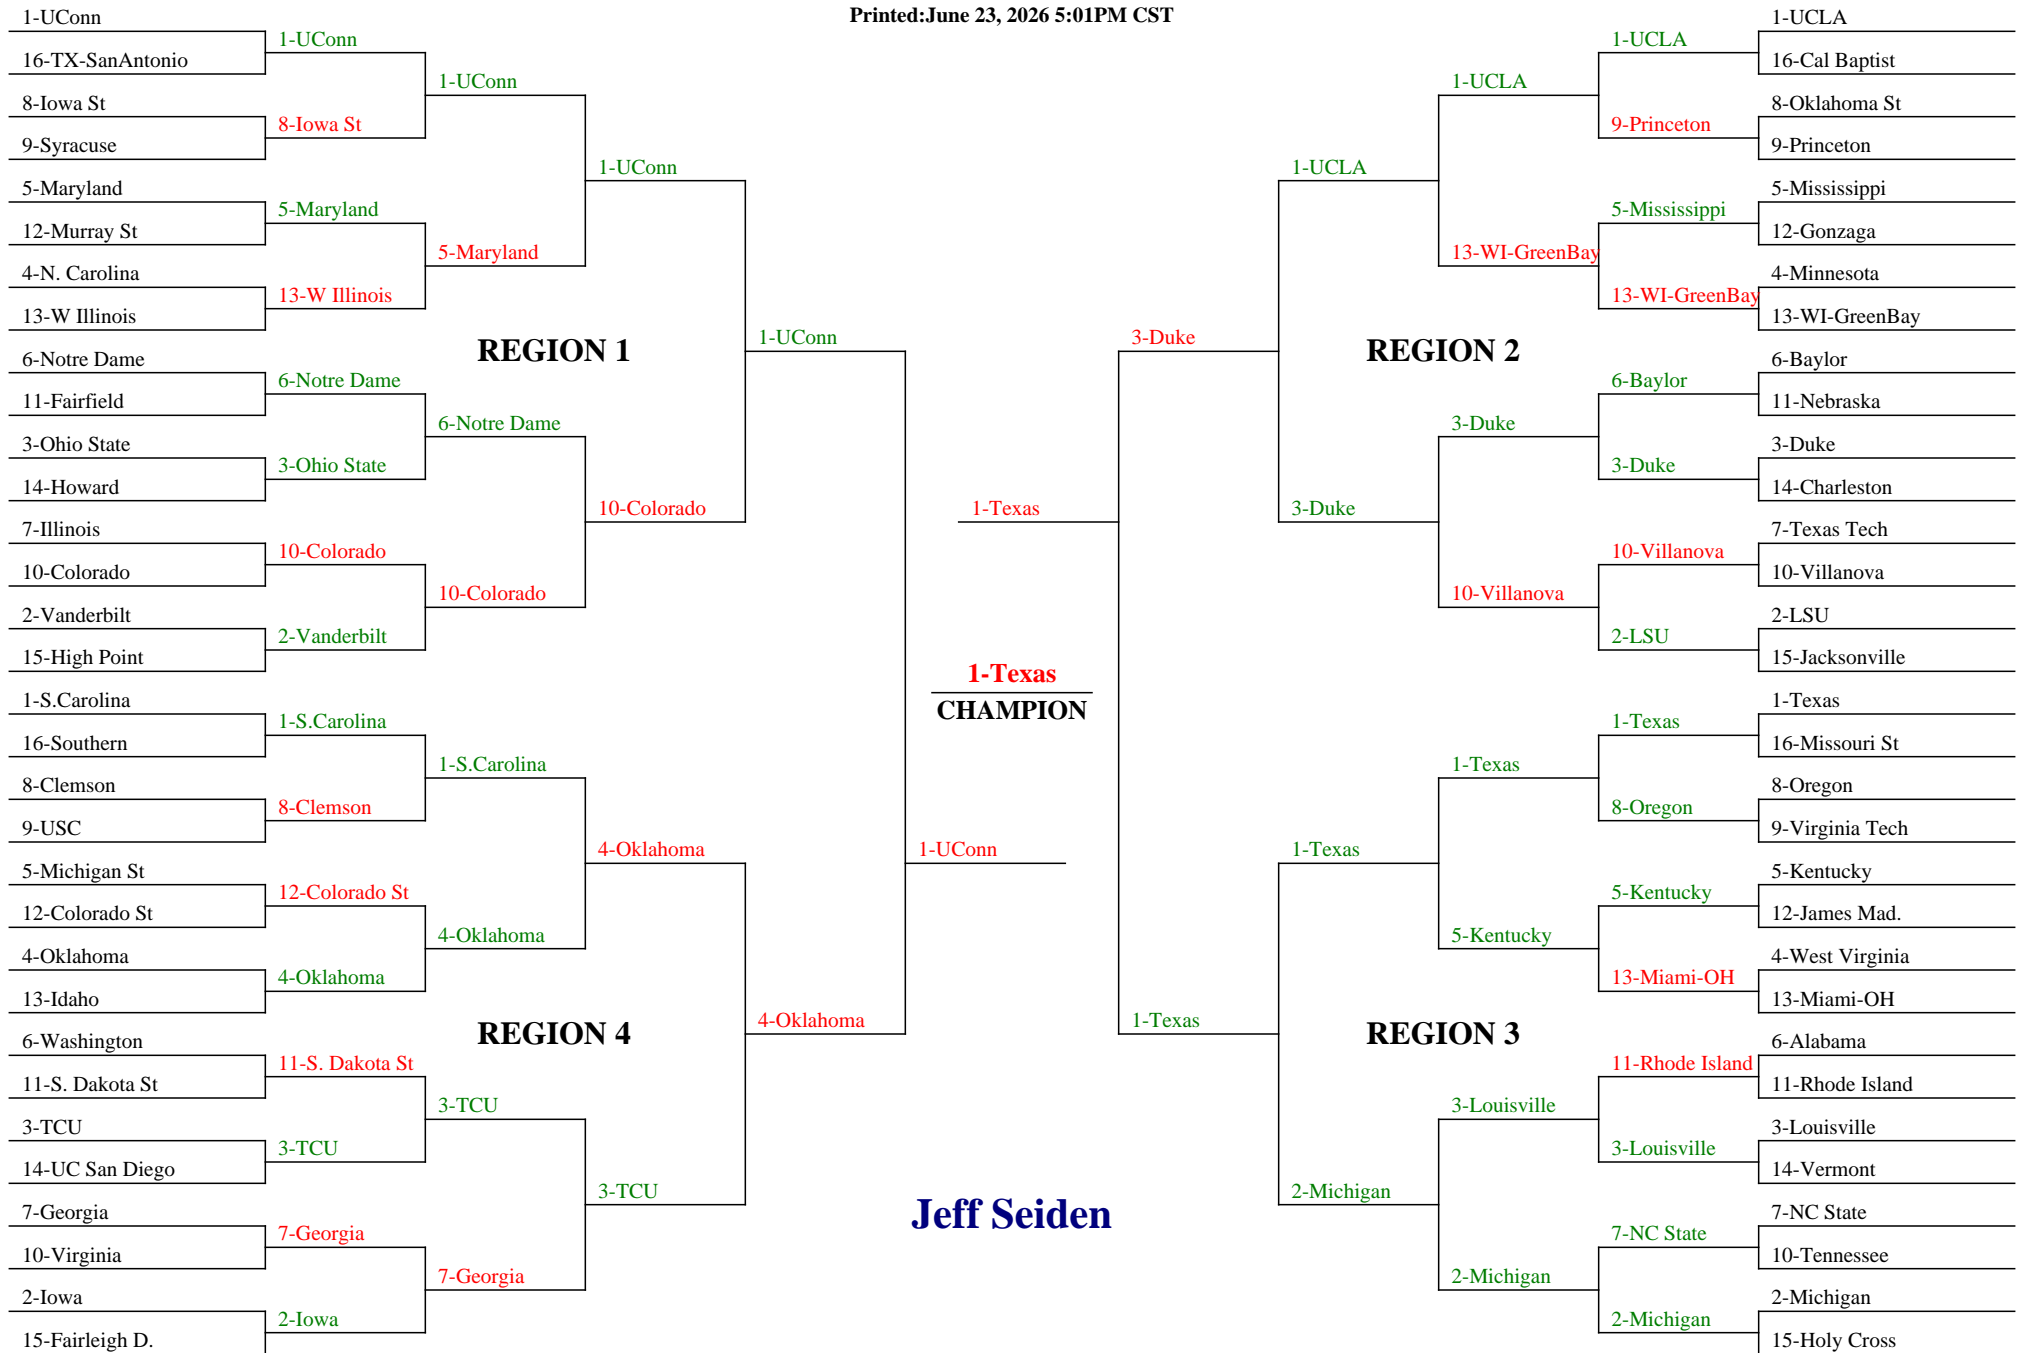 Printed:June 23, 2026 5:01PM CST
1-UConn
16-TX-SanAntonio
8-Iowa St
9-Syracuse
5-Maryland
12-Murray St
4-N. Carolina
13-W Illinois
6-Notre Dame
11-Fairfield
3-Ohio State
14-Howard
7-Illinois
10-Colorado
2-Vanderbilt
15-High Point
1-S.Carolina
16-Southern
8-Clemson
9-USC
5-Michigan St
12-Colorado St
4-Oklahoma
13-Idaho
6-Washington
11-S. Dakota St
3-TCU
14-UC San Diego
7-Georgia
10-Virginia
2-Iowa
15-Fairleigh D.
1-UConn
8-Iowa St
5-Maryland
13-W Illinois
6-Notre Dame
3-Ohio State
10-Colorado
2-Vanderbilt
1-S.Carolina
8-Clemson
12-Colorado St
4-Oklahoma
11-S. Dakota St
3-TCU
7-Georgia
2-Iowa
1-UConn
5-Maryland
6-Notre Dame
10-Colorado
1-S.Carolina
4-Oklahoma
3-TCU
7-Georgia
REGION 1
REGION 4
1-UConn
10-Colorado
4-Oklahoma
3-TCU
1-UConn
4-Oklahoma
1-UConn
1-Texas
CHAMPION
1-Texas
Jeff Seiden
3-Duke
1-Texas
1-UCLA
3-Duke
1-Texas
2-Michigan
REGION 2
REGION 3
1-UCLA
13-WI-GreenBay
3-Duke
10-Villanova
1-Texas
5-Kentucky
3-Louisville
2-Michigan
1-UCLA
9-Princeton
5-Mississippi
13-WI-GreenBay
6-Baylor
3-Duke
10-Villanova
2-LSU
1-Texas
8-Oregon
5-Kentucky
13-Miami-OH
11-Rhode Island
3-Louisville
7-NC State
2-Michigan
1-UCLA
16-Cal Baptist
8-Oklahoma St
9-Princeton
5-Mississippi
12-Gonzaga
4-Minnesota
13-WI-GreenBay
6-Baylor
11-Nebraska
3-Duke
14-Charleston
7-Texas Tech
10-Villanova
2-LSU
15-Jacksonville
1-Texas
16-Missouri St
8-Oregon
9-Virginia Tech
5-Kentucky
12-James Mad.
4-West Virginia
13-Miami-OH
6-Alabama
11-Rhode Island
3-Louisville
14-Vermont
7-NC State
10-Tennessee
2-Michigan
15-Holy Cross